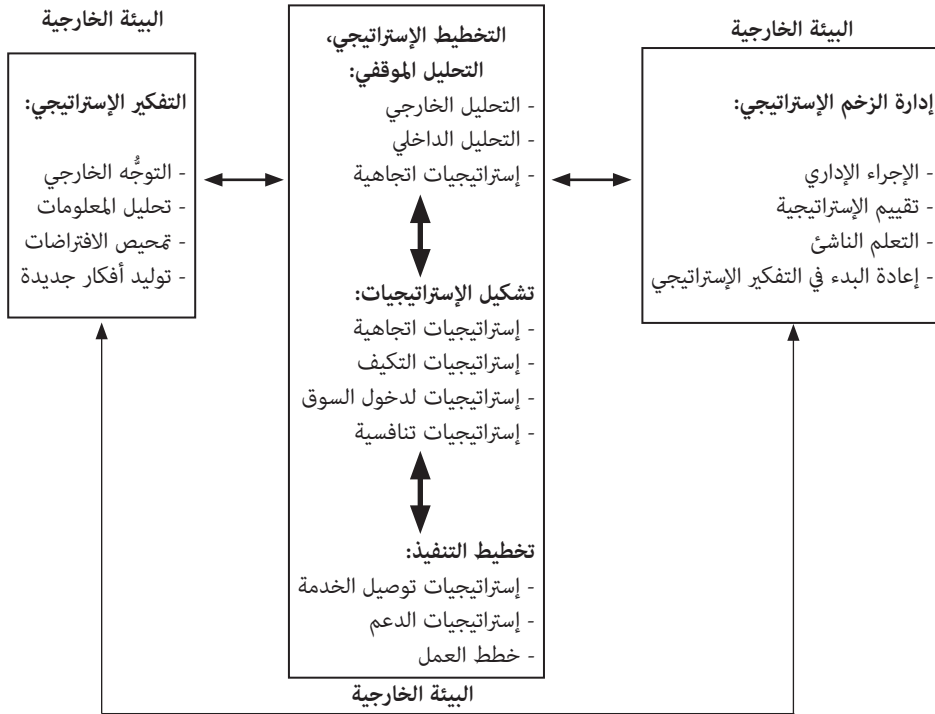 البيئة الخارجية
إدارة الزخم الإستراتيجي:
- الإجراء الإداري
- تقييم الإستراتيجية
- التعلم الناشئ
- إعادة البدء في التفكير الإستراتيجي
التخطيط الإستراتيجي،
التحليل الموقفي:
- التحليل الخارجي
- التحليل الداخلي
- إستراتيجيات اتجاهية
تشكيل الإستراتيجيات:
- إستراتيجيات اتجاهية
- إستراتيجيات التكيف
- إستراتيجيات لدخول السوق
- إستراتيجيات تنافسية
تخطيط التنفيذ:
- إستراتيجيات توصيل الخدمة
- إستراتيجيات الدعم
- خطط العمل
البيئة الخارجية
البيئة الخارجية
التفكير الإستراتيجي:
- التوجُّه الخارجي
- تحليل المعلومات
- تمحيص الافتراضات
- توليد أفكار جديدة